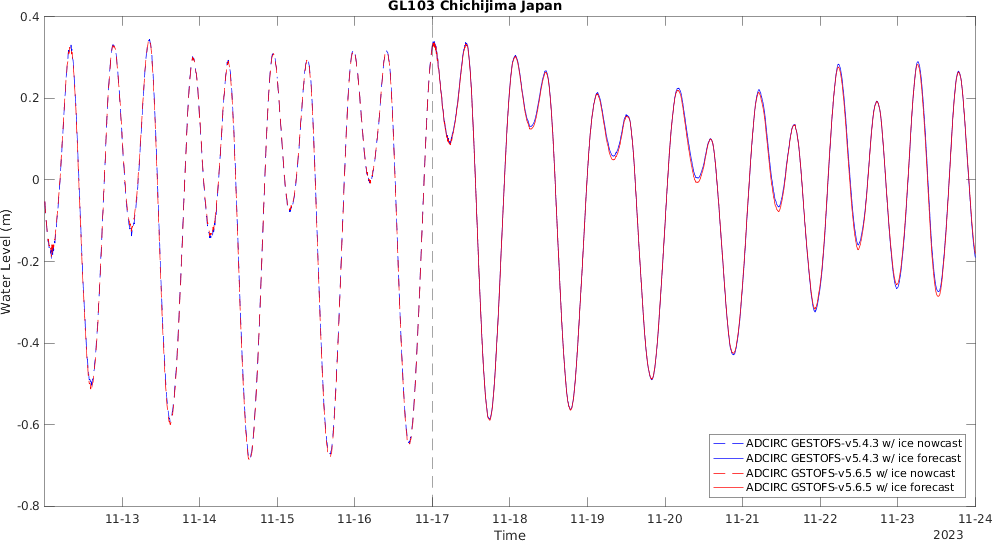 GL103 Chichijima Japan
0.4
0.2
0
-0.2
-0.4
-0.6
-0.8
Water Level (m)
ADCIRC GESTOFS-v5.4.3 w/ ice nowcast
ADCIRC GESTOFS-v5.4.3 w/ ice forecast
ADCIRC GSTOFS-v5.6.5 w/ ice nowcast
ADCIRC GSTOFS-v5.6.5 w/ ice forecast
11-13 11-14 11-15 11-16 11-17 11-18 11-19 11-20 11-21 11-22 11-23 11-24
Time
2023